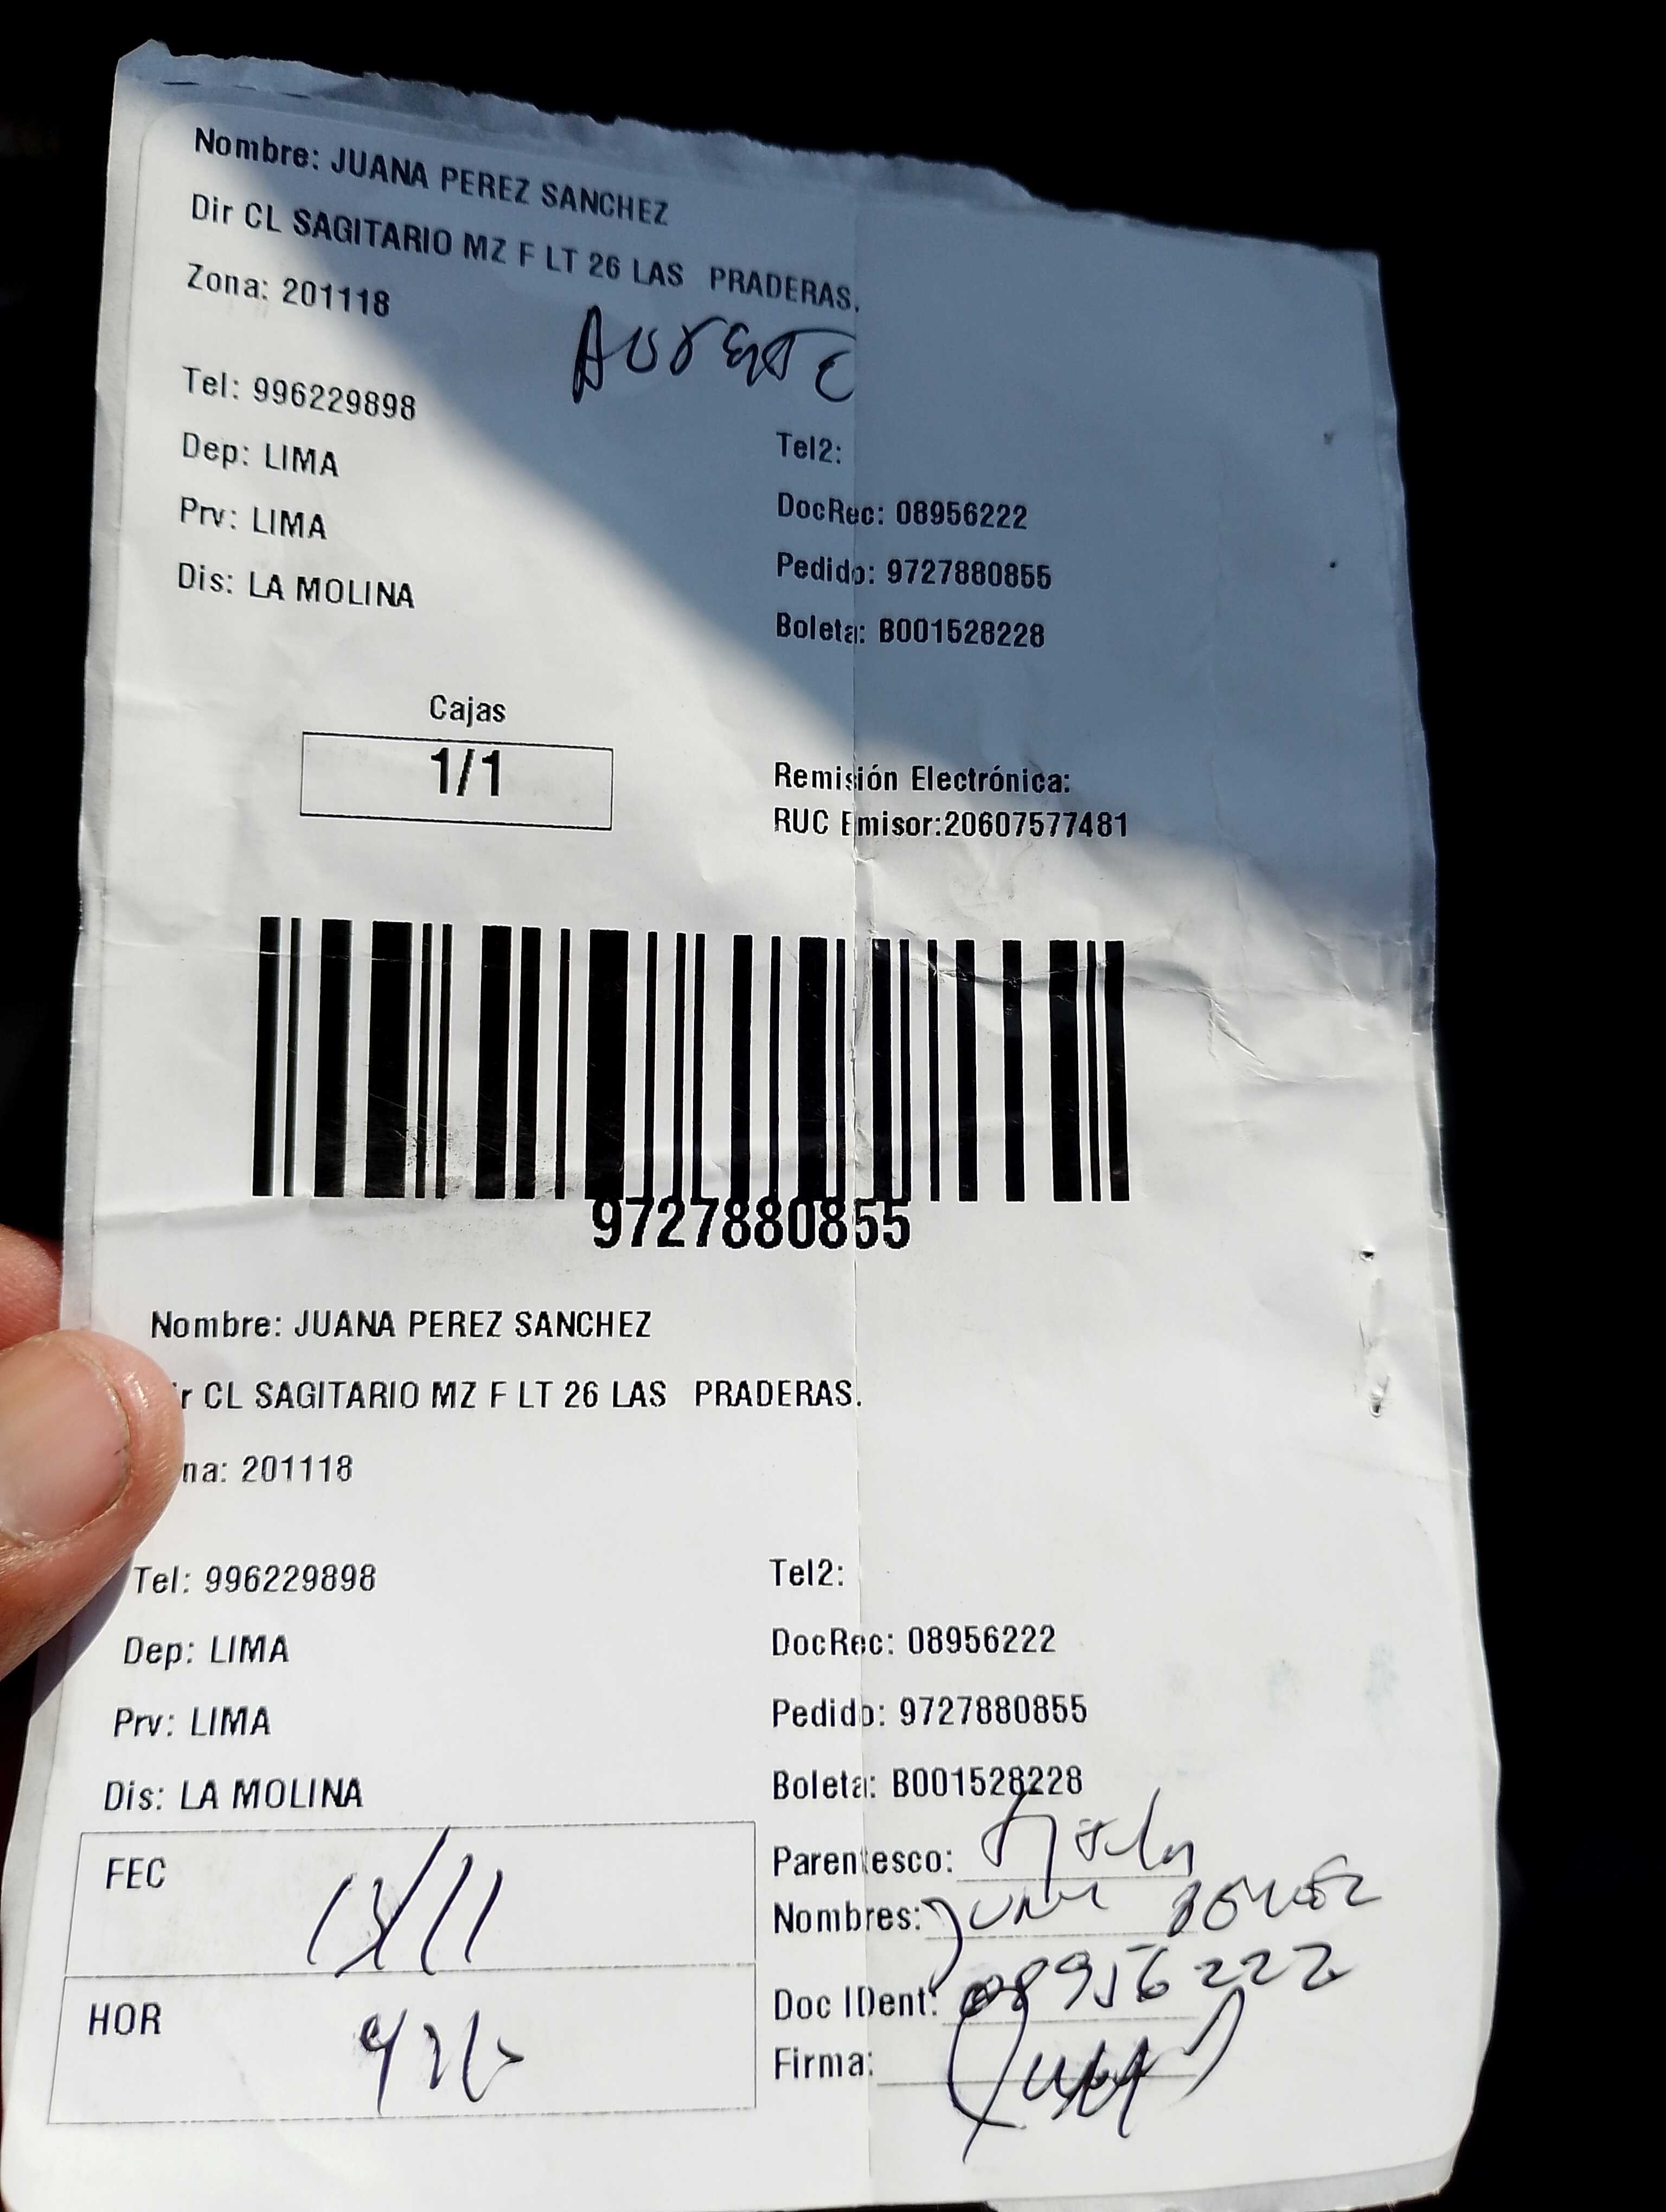 Nombre: JUANA PEREZ SANCHEZ
Dir CL SAGITARIO MZ F LT 26 LAS PRADERAS.
Zona: 201118
Tel: 996229898
Tel2:
Dep: LIMA
DocRec: 08956222
Prv: LIMA
Pedido: 9727880855
Dis: LA MOLINA
Boleta: B001528228
Cajas
1/1
Remisión Electrónica:
RUC Emisor:20607577481
9727880855
Nombre: JUANA PEREZ SANCHEZ
ir CL SAGITARIO MZ F LT 26 LAS PRADERAS.
na: 201118
Tel: 996229898
Tel2:
Dep: LIMA
DocRec: 08956222
Prv: LIMA
Pedido: 9727880855
Dis: LA MOLINA
Boleta: B001528228
FEC
Parentesco:
Nombres:
HOR
Doc IDent: 08956222
Firma: